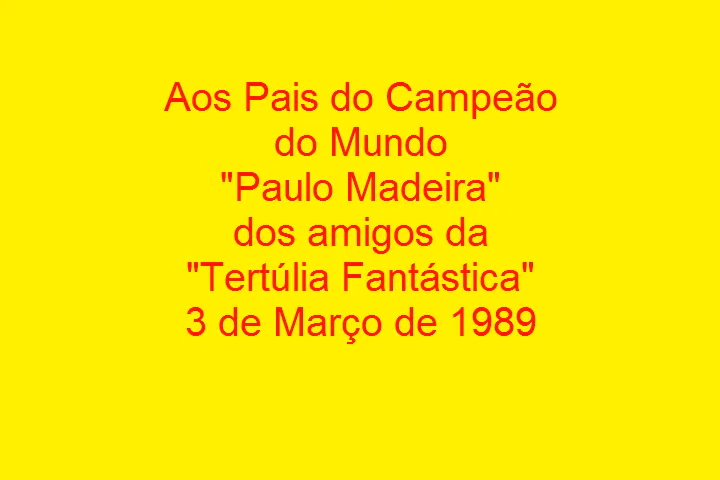 Aos Pais do Campeão
do Mundo
"Paulo Madeira"
dos amigos da
"Tertúlia Fantástica"
3 de Março de 1989